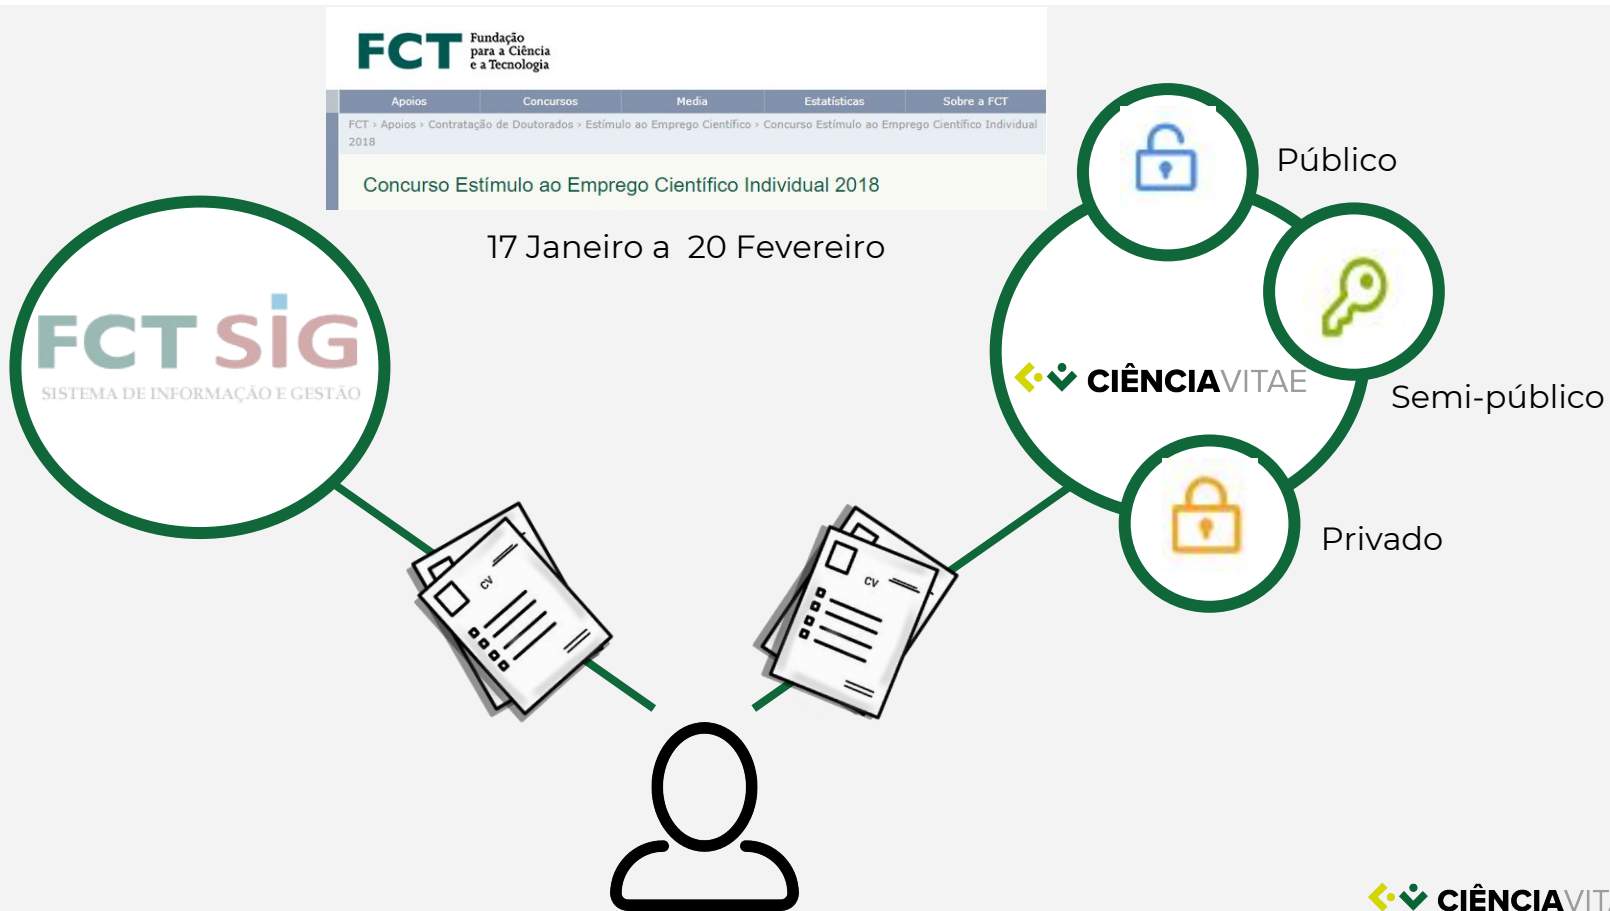 FCT Fundação
para a Ciência
e a Tecnologia
Apoios Concursos Media Estatísticas Sobre a FCT
FCT › Apoios › Contratação de Doutorados › Estímulo ao Emprego Científico › Concurso Estímulo ao Emprego Científico Individual
2018
Concurso Estímulo ao Emprego Científico Individual 2018
17 Janeiro a 20 Fevereiro
FCT SIG
SISTEMA DE INFORMAÇÃO E GESTÃO
Público
CIÊNCIAVITAE
Semi-público
Privado
CV
CV
CIÊNCIAVITA